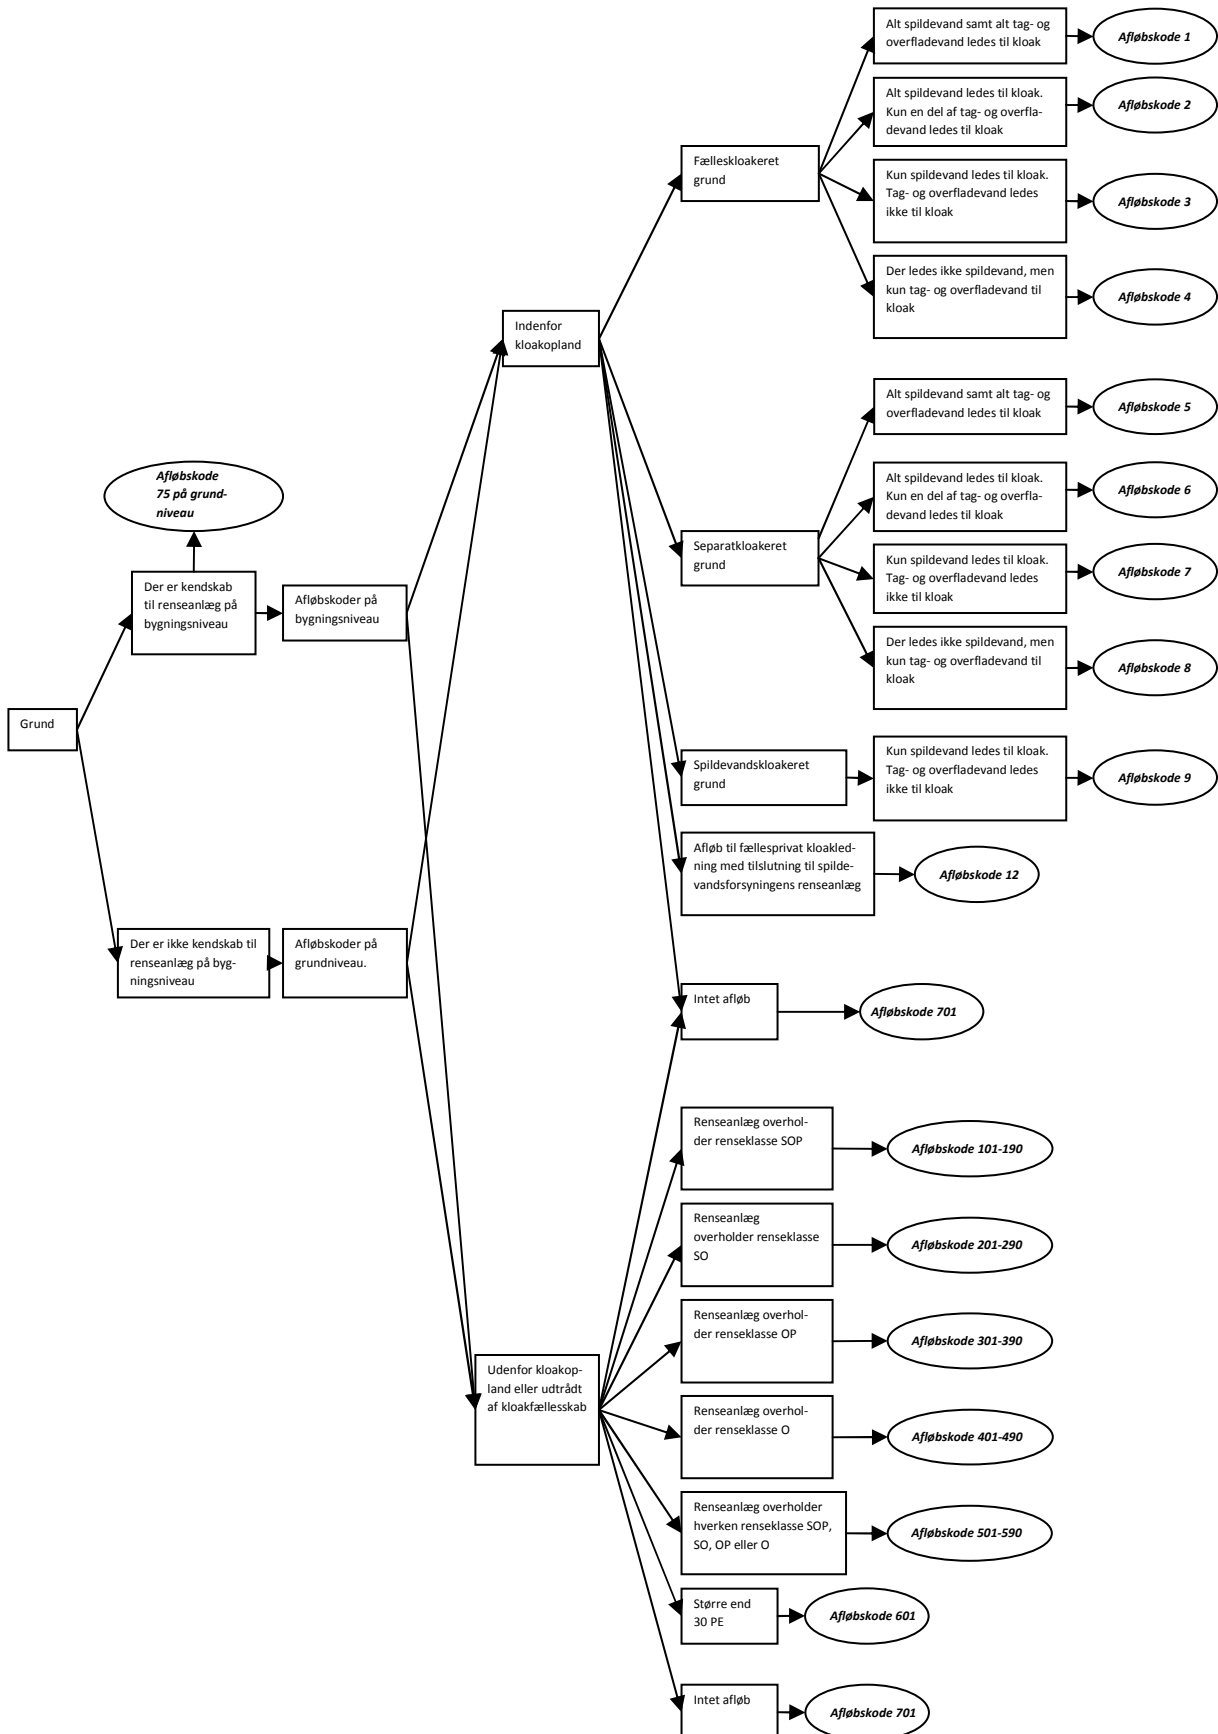 Alt spildevand samt alt tag- og
overfladevand ledes til kloak
Afløbskode 1
Alt spildevand ledes til kloak.
Kun en del af tag- og overfla-
devand ledes til kloak
Afløbskode 2
Fælleskloakeret
grund
Kun spildevand ledes til kloak.
Tag- og overfladevand ledes
ikke til kloak
Afløbskode 3
Der ledes ikke spildevand, men
kun tag- og overfladevand til
kloak
Afløbskode 4
Indenfor
kloakopland
Alt spildevand samt alt tag- og
overfladevand ledes til kloak
Afløbskode 5
Afløbskode
75 på grund-
niveau
Alt spildevand ledes til kloak.
Kun en del af tag- og overfla-
devand ledes til kloak
Afløbskode 6
Separatkloakeret
grund
Kun spildevand ledes til kloak.
Tag- og overfladevand ledes
ikke til kloak
Afløbskode 7
Der er kendskab
til renseanlæg på
bygningsniveau
Afløbskoder på
bygningsniveau
Der ledes ikke spildevand, men
kun tag- og overfladevand til
kloak
Afløbskode 8
Grund
Spildevandskloakeret
grund
Kun spildevand ledes til kloak.
Tag- og overfladevand ledes
ikke til kloak
Afløbskode 9
Afløb til fællesprivat kloakled-
ning med tilslutning til spilde-
vandsforsyningens renseanlæg
Afløbskode 12
Der er ikke kendskab til
renseanlæg på byg-
ningsniveau
Afløbskoder på
grundniveau.
Intet afløb
Afløbskode 701
Renseanlæg overhol-
der renseklasse SOP
Afløbskode 101-190
Renseanlæg
overholder renseklasse
SO
Afløbskode 201-290
Renseanlæg overhol-
der renseklasse OP
Afløbskode 301-390
Udenfor kloakop-
land eller udtrådt
af kloakfællesskab
Renseanlæg overhol-
der renseklasse O
Afløbskode 401-490
Renseanlæg overholder
hverken renseklasse SOP,
SO, OP eller O
Afløbskode 501-590
Større end
30 PE
Afløbskode 601
Intet afløb
Afløbskode 701